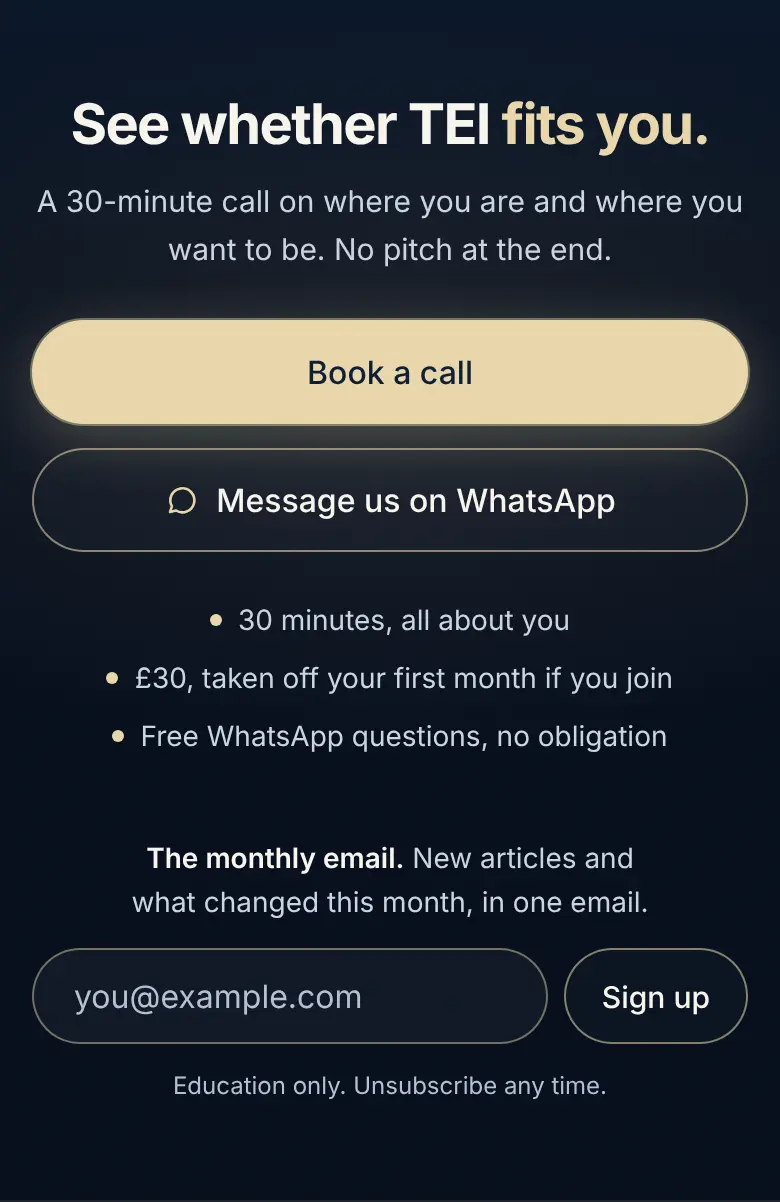 See whether TEI fits you.
A 30-minute call on where you are and where you
want to be. No pitch at the end.
Book a call
Message us on WhatsApp
• 30 minutes, all about you
• £30, taken off your first month if you join
• Free WhatsApp questions, no obligation
The monthly email. New articles and
what changed this month, in one email.
you@example.com
Sign up
Education only. Unsubscribe any time.